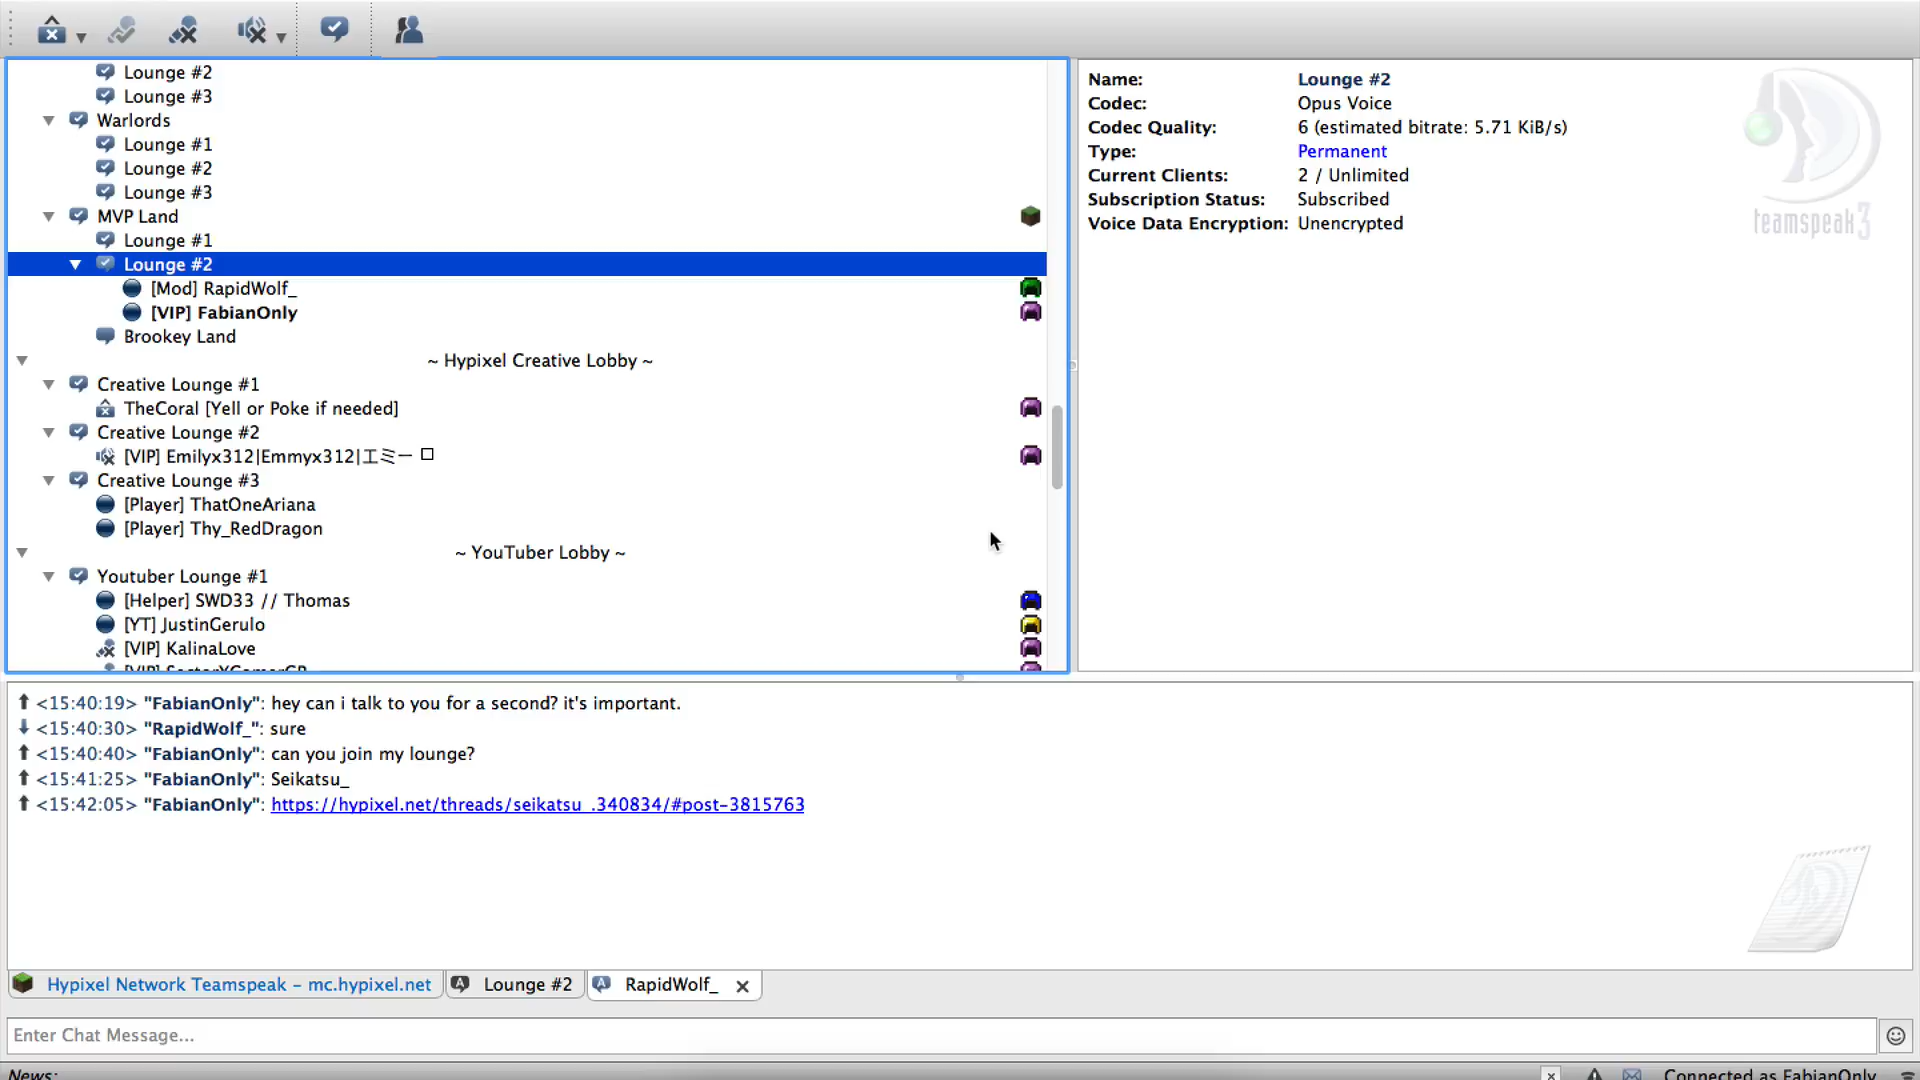 Lounge #2
Lounge #3
Warlords
Lounge #1
Lounge #2
Lounge #3
MVP Land
Lounge #1
Lounge #2
[Mod] RapidWolf_
[VIP] FabianOnly
Brookey Land
~ Hypixel Creative Lobby ~
Creative Lounge #1
TheCoral [Yell or Poke if needed]
Creative Lounge #2
[VIP] Emilyx312|Emmyx312|エミー □
Creative Lounge #3
[Player] ThatOneAriana
[Player] Thy_RedDragon
~ YouTuber Lobby ~
Youtuber Lounge #1
[Helper] SWD33 // Thomas
[YT] JustinGerulo
[VIP] KalinaLove
[VIP]
Name: Lounge #2
Codec: Opus Voice
Codec Quality: 6 (estimated bitrate: 5.71 KiB/s)
Type: Permanent
Current Clients: 2 / Unlimited
Subscription Status: Subscribed
Voice Data Encryption: Unencrypted
teamspeak 3
<15:40:19> "FabianOnly": hey can i talk to you for a second? it's important.
<15:40:30> "RapidWolf_": sure
<15:40:40> "FabianOnly": can you join my lounge?
<15:41:25> "FabianOnly": Seikatsu_
<15:42:05> "FabianOnly": https://hypixel.net/threads/seikatsu_.340834/#post-3815763
Hypixel Network Teamspeak - mc.hypixel.net
Lounge #2
RapidWolf_
Enter Chat Message...
News:
Connected as FabianOnly